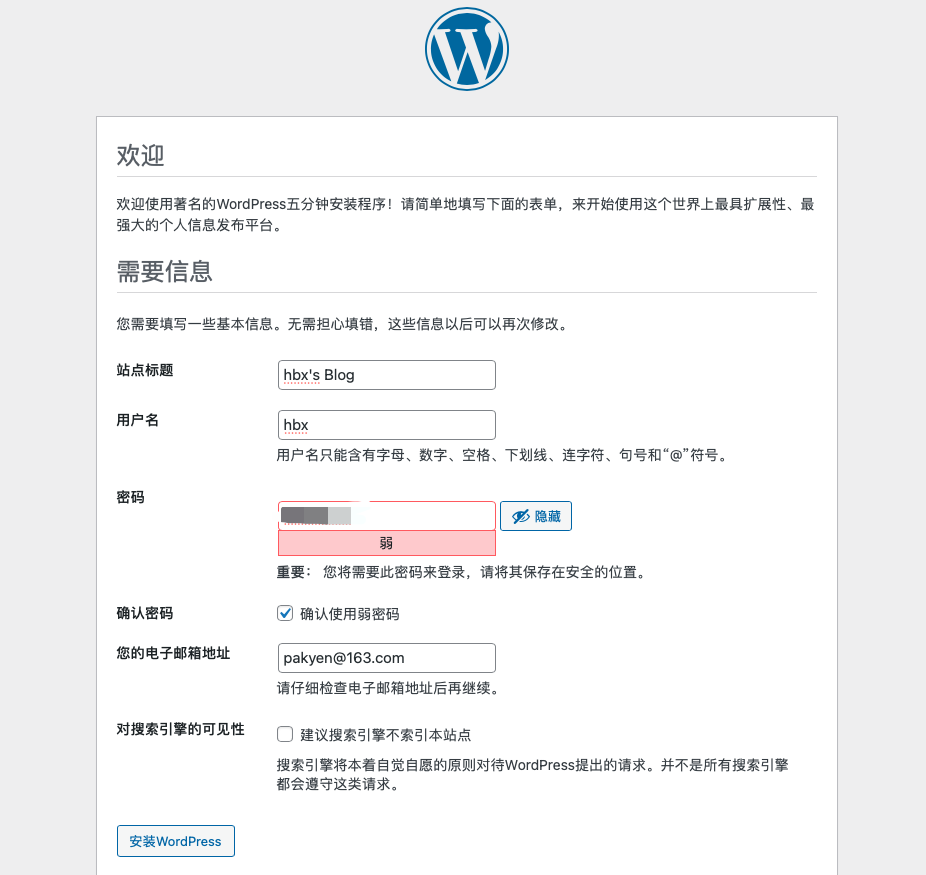 欢迎
欢迎使用著名的WordPress五分钟安装程序！请简单地填写下面的表单，来开始使用这个世界上最具扩展性、最
强大的个人信息发布平台。
需要信息
您需要填写一些基本信息。无需担心填错，这些信息以后可以再次修改。
站点标题
hbx's Blog
用户名
hbx
用户名只能含有字母、数字、空格、下划线、连字符、句号和“@”符号。
密码
隐藏
弱
重要： 您将需要此密码来登录，请将其保存在安全的位置。
确认密码
确认使用弱密码
您的电子邮箱地址
pakyen@163.com
请仔细检查电子邮箱地址后再继续。
对搜索引擎的可见性
建议搜索引擎不索引本站点
搜索引擎将本着自觉自愿的原则对待WordPress提出的请求。并不是所有搜索引擎
都会遵守这类请求。
安装WordPress